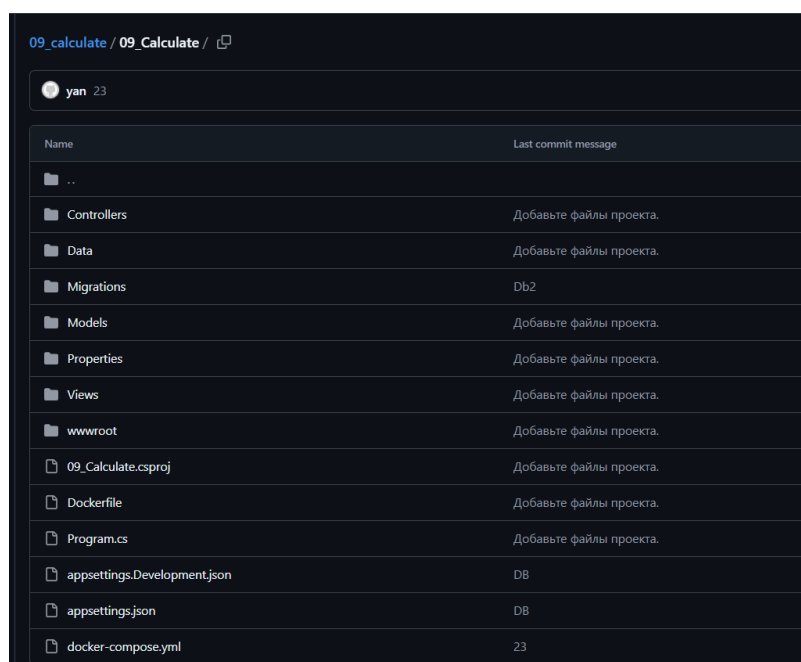 09_calculate / 09_Calculate /
yan 23
Name Last commit message
..
Controllers Добавьте файлы проекта.
Data Добавьте файлы проекта.
Migrations Db2
Models Добавьте файлы проекта.
Properties Добавьте файлы проекта.
Views Добавьте файлы проекта.
wwwroot Добавьте файлы проекта.
09_Calculate.csproj Добавьте файлы проекта.
Dockerfile Добавьте файлы проекта.
Program.cs Добавьте файлы проекта.
appsettings.Development.json DB
appsettings.json DB
docker-compose.yml 23